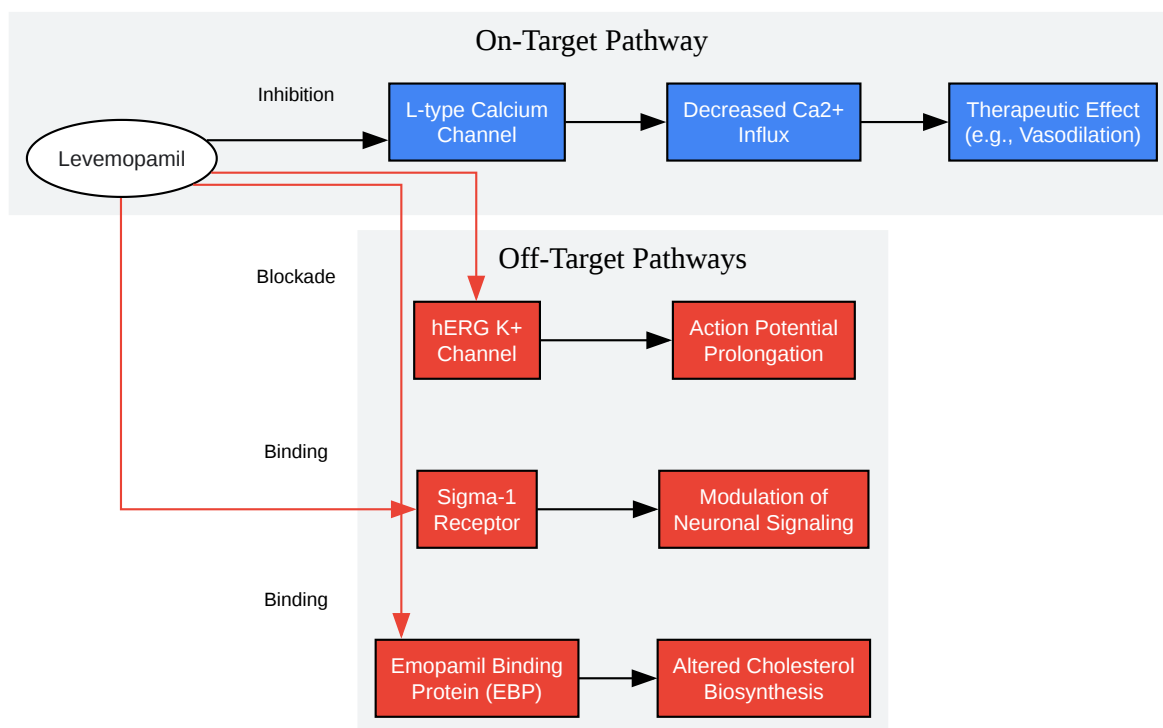 On-Target Pathway
Inhibition
L-type Calcium
Channel
Decreased Ca2+
Influx
Therapeutic Effect
(e.g., Vasodilation)
Levemopamil
Off-Target Pathways
Blockade
hERG K+
Channel
Action Potential
Prolongation
Binding
Sigma-1
Receptor
Modulation of
Neuronal Signaling
Binding
Emopamil Binding
Protein (EBP)
Altered Cholesterol
Biosynthesis